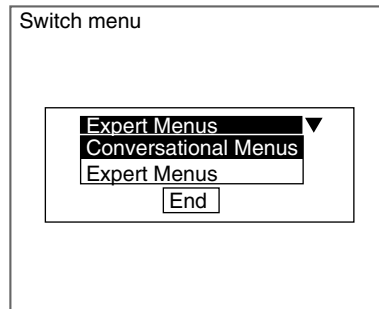 Switch menu
Expert Menus ▼
Conversational Menus
Expert Menus
End